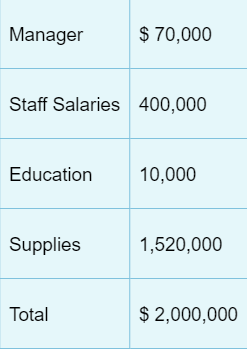 Manager $ 70,000
Staff Salaries 400,000
Education 10,000
Supplies 1,520,000
Total $ 2,000,000